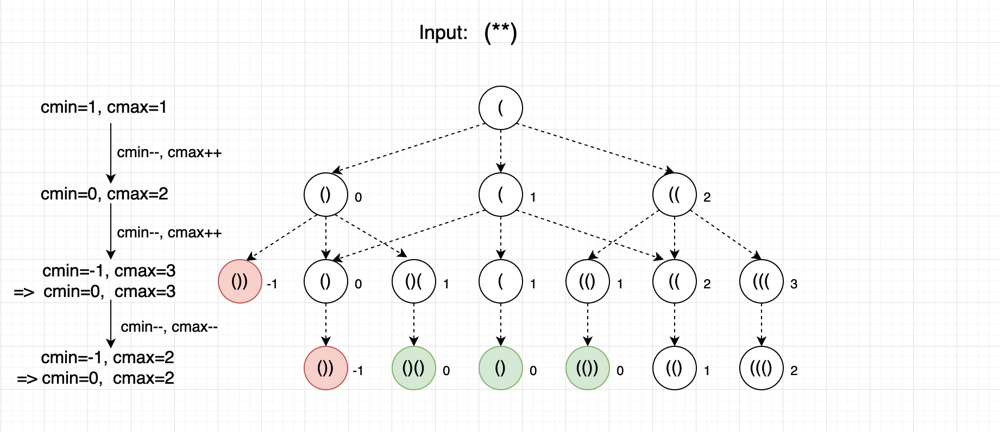 Input: (**)
cmin=1, cmax=1
(
cmin--, cmax++
cmin=0, cmax=2
() 0
( 1
(( 2
cmin--, cmax++
cmin=-1, cmax=3
=> cmin=0, cmax=3
()) -1
() 0
()( 1
( 1
(() 1
(( 2
((( 3
cmin--, cmax--
cmin=-1, cmax=2
=> cmin=0, cmax=2
()) -1
()() 0
() 0
(()) 0
(() 1
((() 2